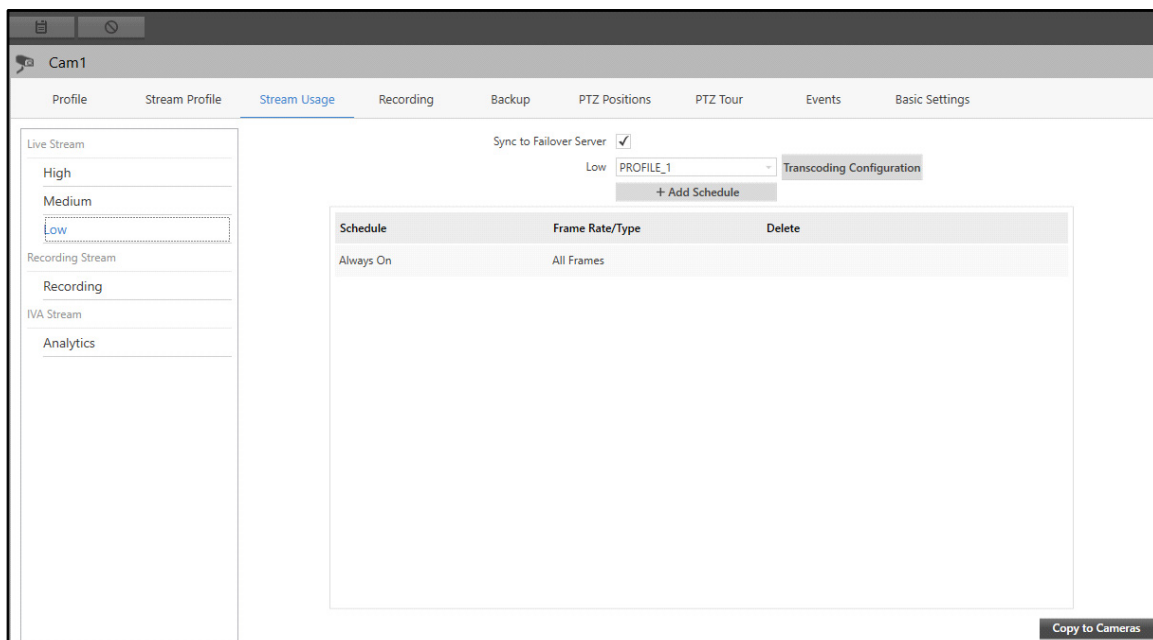 Cam1
Profile Stream Profile Stream Usage Recording Backup PTZ Positions PTZ Tour Events Basic Settings
Live Stream
High
Medium
Low
Recording Stream
Recording
IVA Stream
Analytics
Sync to Failover Server
Low PROFILE_1 Transcoding Configuration
+ Add Schedule
Schedule Frame Rate/Type Delete
Always On All Frames
Copy to Cameras